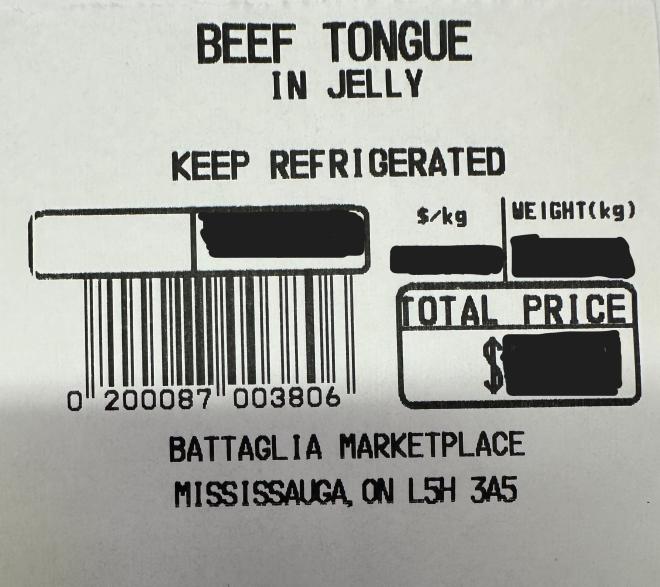 BEEF TONGUE
IN JELLY
KEEP REFRIGERATED
$/kg WEIGHT(kg)
TOTAL PRICE
$
0 200087 003806
BATTAGLIA MARKETPLACE
MISSISSAUGA, ON L5H 3A5